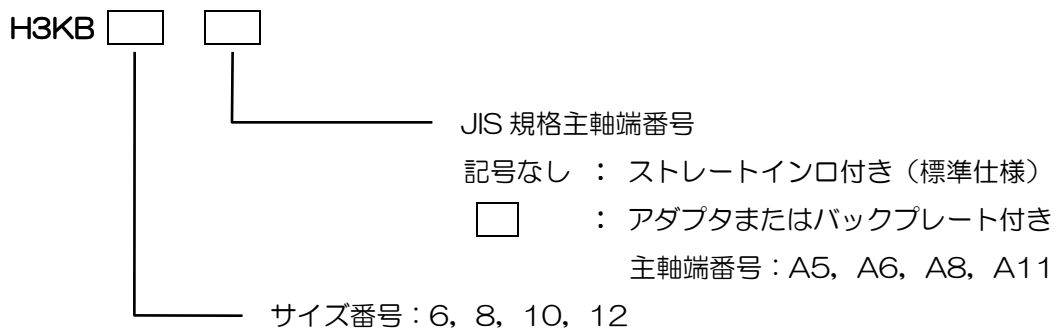 H3KB
JIS 規格主軸端番号
記号なし : ストレートインロ付き(標準仕様)
: アダプタまたはバックプレート付き
主軸端番号:A5, A6, A8, A11
サイズ番号:6, 8, 10, 12